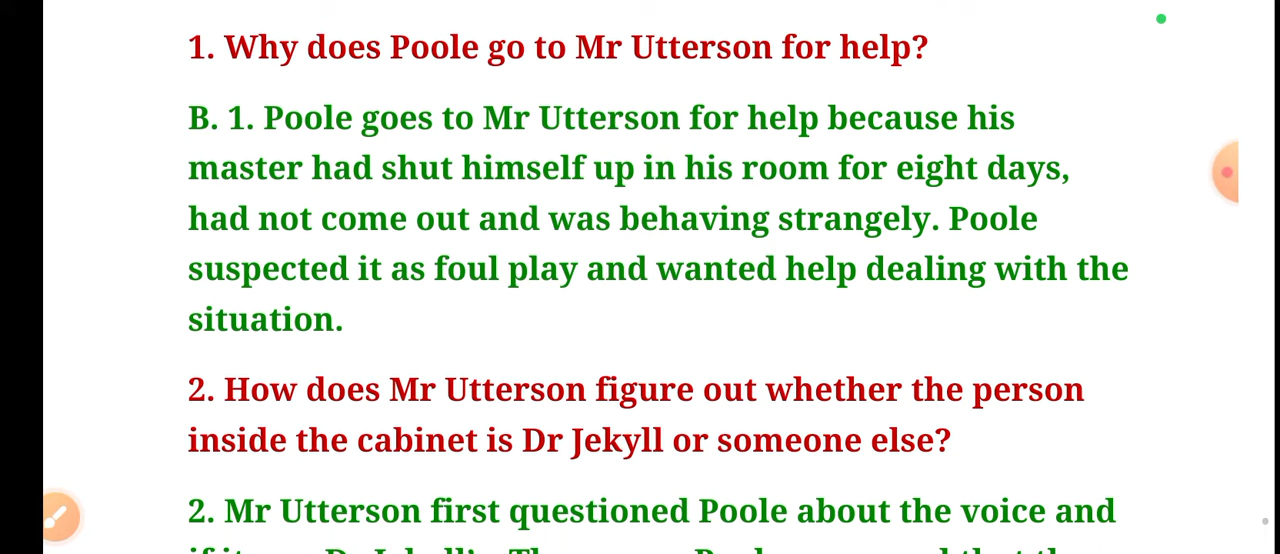 1. Why does Poole go to Mr Utterson for help?
B. 1. Poole goes to Mr Utterson for help because his
master had shut himself up in his room for eight days,
had not come out and was behaving strangely. Poole
suspected it as foul play and wanted help dealing with the
situation.
2. How does Mr Utterson figure out whether the person
inside the cabinet is Dr Jekyll or someone else?
2. Mr Utterson first questioned Poole about the voice and